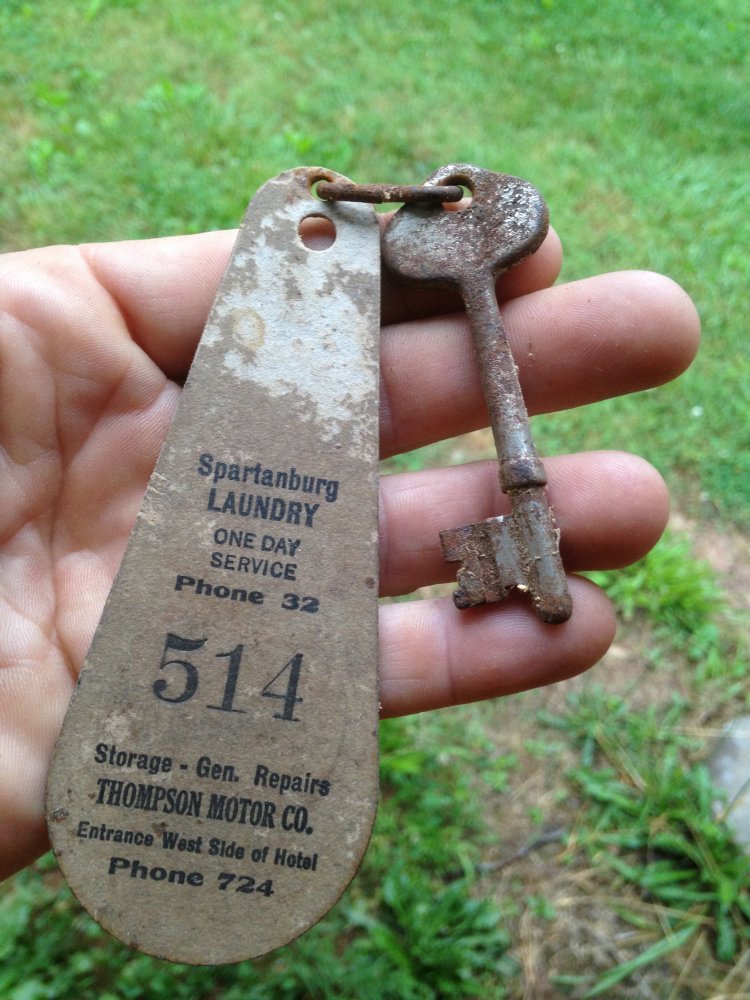 Spartanburg
LAUNDRY
ONE DAY
SERVICE
Phone 32
514
Storage - Gen. Repairs
THOMPSON MOTOR CO.
Entrance West Side of Hotel
Phone 724